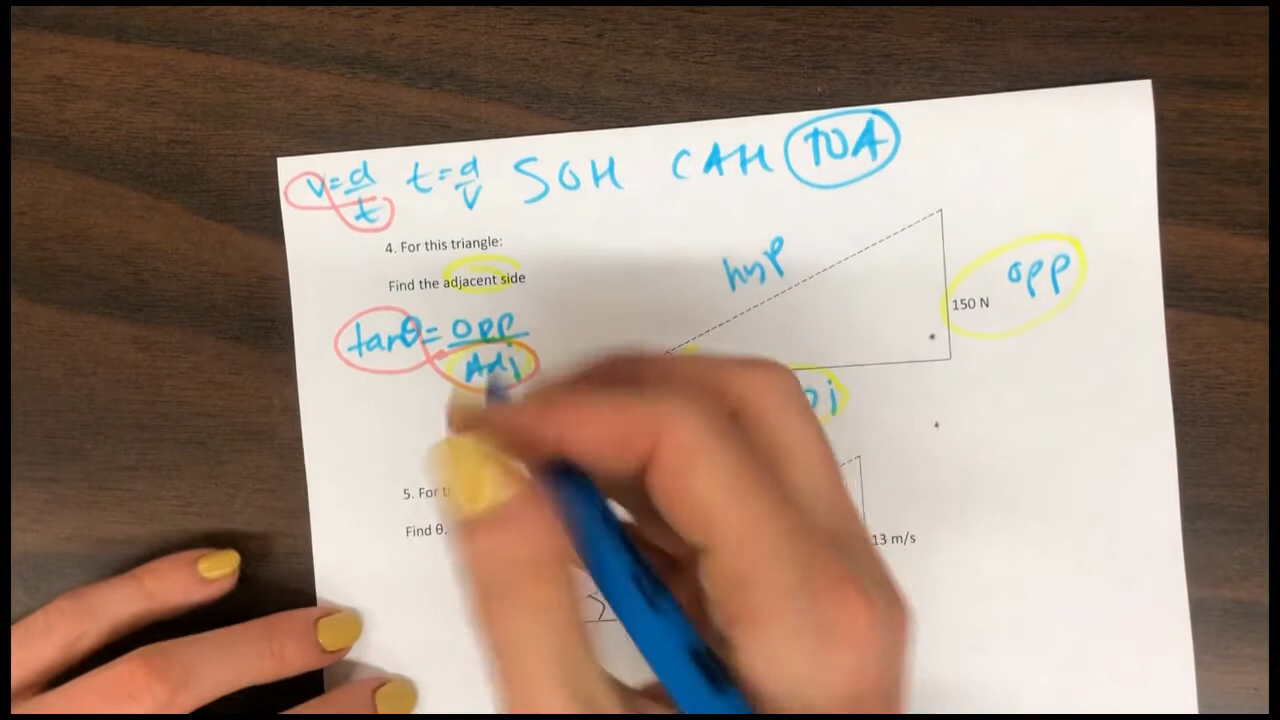 v=d/t t=d/v SOH CAH TOA
4. For this triangle:
Find the adjacent side
hyp
opp
150 N
tanθ=opp/Adj
5. For
Find θ.
13 m/s